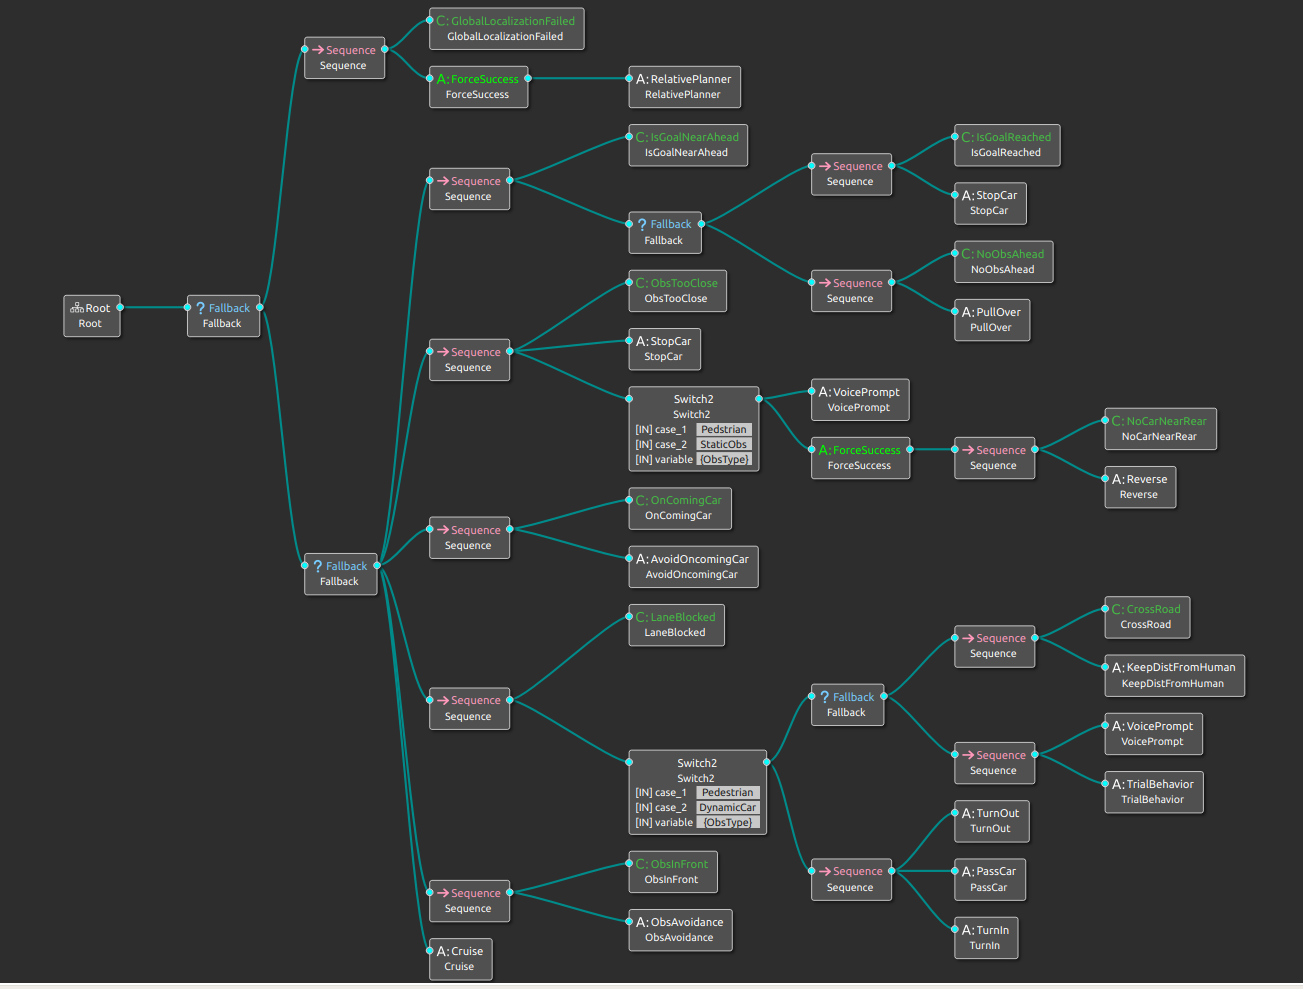 C: GlobalLocalizationFailed
GlobalLocalizationFailed
→ Sequence
Sequence
A: ForceSuccess
ForceSuccess
A: RelativePlanner
RelativePlanner
C: IsGoalNearAhead
IsGoalNearAhead
C: IsGoalReached
IsGoalReached
→ Sequence
Sequence
→ Sequence
Sequence
A: StopCar
StopCar
? Fallback
Fallback
C: NoObsAhead
NoObsAhead
→ Sequence
Sequence
C: ObsTooClose
ObsTooClose
A: PullOver
PullOver
Root
Root
? Fallback
Fallback
→ Sequence
Sequence
A: StopCar
StopCar
Switch2
Switch2
[IN] case_1 Pedstrian
[IN] case_2 StaticObs
[IN] variable {ObsType}
A: VoicePrompt
VoicePrompt
A: ForceSuccess
ForceSuccess
→ Sequence
Sequence
C: NoCarNearRear
NoCarNearRear
A: Reverse
Reverse
C: OnComingCar
OnComingCar
→ Sequence
Sequence
A: AvoidOncomingCar
AvoidOncomingCar
? Fallback
Fallback
C: LaneBlocked
LaneBlocked
C: CrossRoad
CrossRoad
→ Sequence
Sequence
A: KeepDistFromHuman
KeepDistFromHuman
→ Sequence
Sequence
? Fallback
Fallback
A: VoicePrompt
VoicePrompt
→ Sequence
Sequence
A: TrialBehavior
TrialBehavior
Switch2
Switch2
[IN] case_1 Pedestrian
[IN] case_2 DynamicCar
[IN] variable {ObsType}
A: TurnOut
TurnOut
→ Sequence
Sequence
A: PassCar
PassCar
A: TurnIn
TurnIn
C: ObsInFront
ObsInFront
→ Sequence
Sequence
A: ObsAvoidance
ObsAvoidance
A: Cruise
Cruise